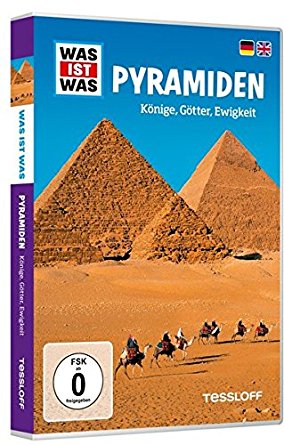 WAS
IST
WAS
PYRAMIDEN
Könige, Götter, Ewigkeit
WAS IST WAS
PYRAMIDEN Könige, Götter, Ewigkeit
TESSLOFF
FSK
ab
0
freigegeben
TESSLOFF